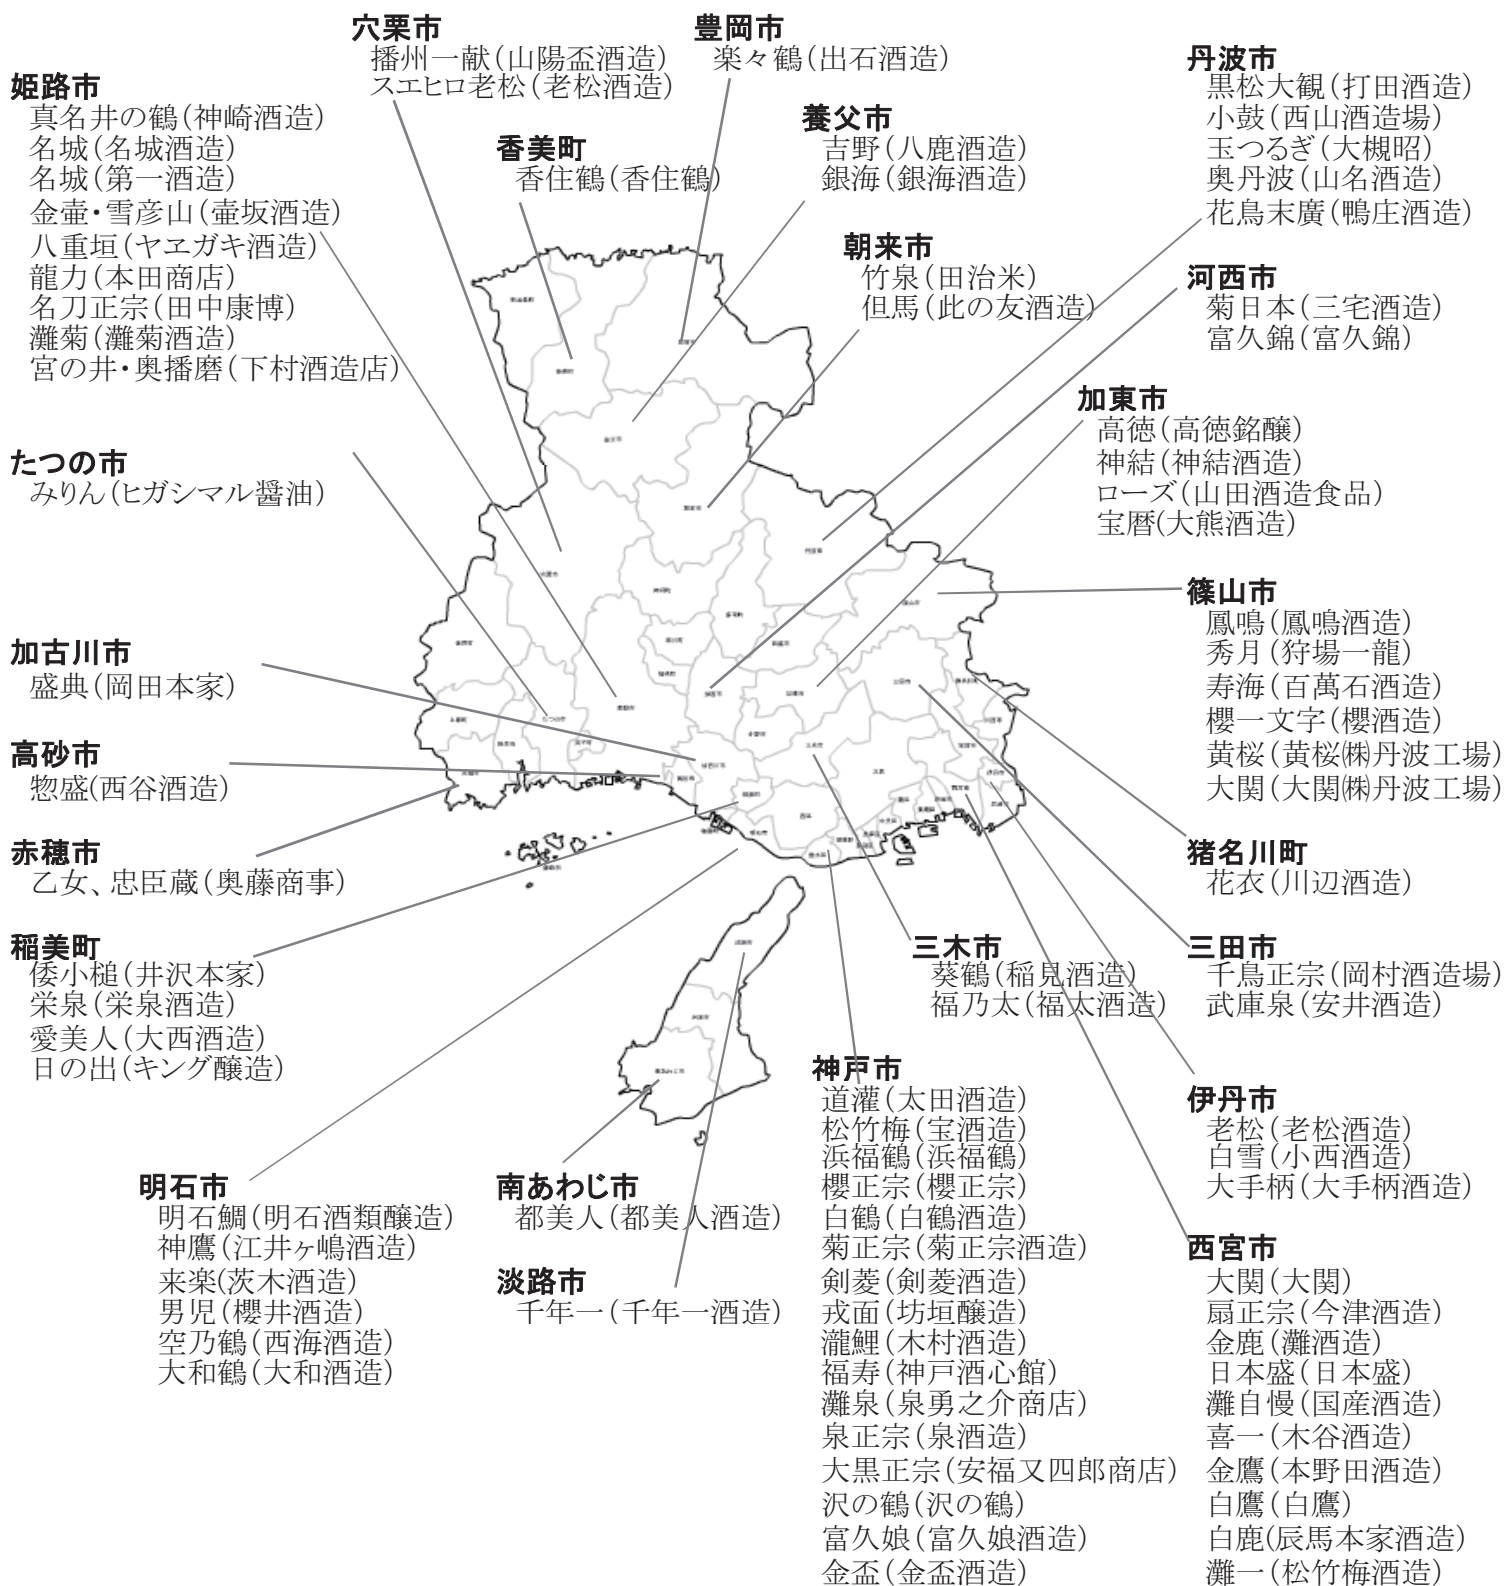 穴栗市
播州一献(山陽盃酒造)
スエヒロ老松(老松酒造)
豊岡市
楽々鶴(出石酒造)
姫路市
真名井の鶴(神崎酒造)
名城(名城酒造)
名城(第一酒造)
金壷・雪彦山(壷坂酒造)
八重垣(ヤヱガキ酒造)
龍力(本田商店)
名刀正宗(田中康博)
灘菊(灘菊酒造)
宮の井・奥播磨(下村酒造店)
香美町
香住鶴(香住鶴)
養父市
吉野(八鹿酒造)
銀海(銀海酒造)
朝来市
竹泉(田治米)
但馬(此の友酒造)
丹波市
黒松大観(打田酒造)
小鼓(西山酒造場)
玉つるぎ(大槻昭)
奥丹波(山名酒造)
花鳥末廣(鴨庄酒造)
河西市
菊日本(三宅酒造)
富久錦(富久錦)
加東市
高徳(高徳銘醸)
神結(神結酒造)
ローズ(山田酒造食品)
宝暦(大熊酒造)
たつの市
みりん(ヒガシマル醤油)
篠山市
鳳鳴(鳳鳴酒造)
秀月(狩場一龍)
寿海(百萬石酒造)
櫻一文字(櫻酒造)
黄桜(黄桜㈱丹波工場)
大関(大関㈱丹波工場)
加古川市
盛典(岡田本家)
高砂市
惣盛(西谷酒造)
赤穂市
乙女、忠臣蔵(奥藤商事)
猪名川町
花衣(川辺酒造)
稲美町
倭小槌(井沢本家)
栄泉(栄泉酒造)
愛美人(大西酒造)
日の出(キング醸造)
三木市
葵鶴(稲見酒造)
福乃太(福太酒造)
三田市
千鳥正宗(岡村酒造場)
武庫泉(安井酒造)
神戸市
道灌(太田酒造)
松竹梅(宝酒造)
浜福鶴(浜福鶴)
櫻正宗(櫻正宗)
白鶴(白鶴酒造)
菊正宗(菊正宗酒造)
剣菱(剣菱酒造)
戎面(坊垣醸造)
瀧鯉(木村酒造)
福寿(神戸酒心館)
灘泉(泉勇之介商店)
泉正宗(泉酒造)
大黒正宗(安福又四郎商店)
沢の鶴(沢の鶴)
富久娘(富久娘酒造)
金盃(金盃酒造)
伊丹市
老松(老松酒造)
白雪(小西酒造)
大手柄(大手柄酒造)
明石市
明石鯛(明石酒類醸造)
神鷹(江井ヶ嶋酒造)
来楽(茨木酒造)
男児(櫻井酒造)
空乃鶴(西海酒造)
大和鶴(大和酒造)
南あわじ市
都美人(都美人酒造)
淡路市
千年一(千年一酒造)
西宮市
大関(大関)
扇正宗(今津酒造)
金鹿(灘酒造)
日本盛(日本盛)
灘自慢(国産酒造)
喜一(木谷酒造)
金鷹(本野田酒造)
白鷹(白鷹)
白鹿(辰馬本家酒造)
灘一(松竹梅酒造)